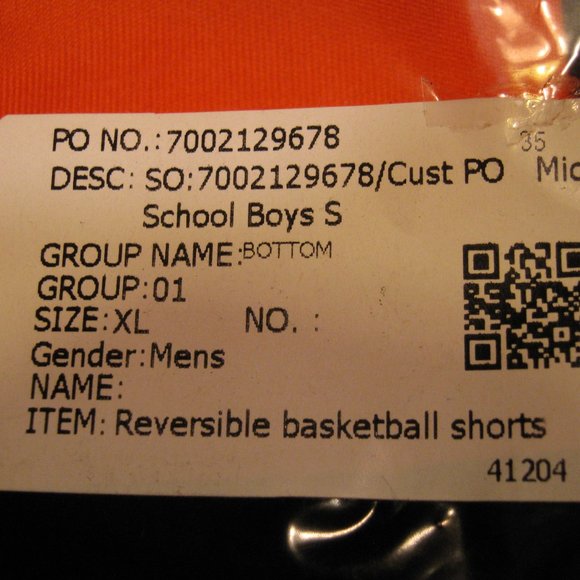 PO NO.:7002129678
35
DESC: SO:7002129678/Cust PO Mid
School Boys S
GROUP NAME:BOTTOM
GROUP:01
SIZE:XL NO. :
Gender:Mens
NAME:
ITEM: Reversible basketball shorts
41204